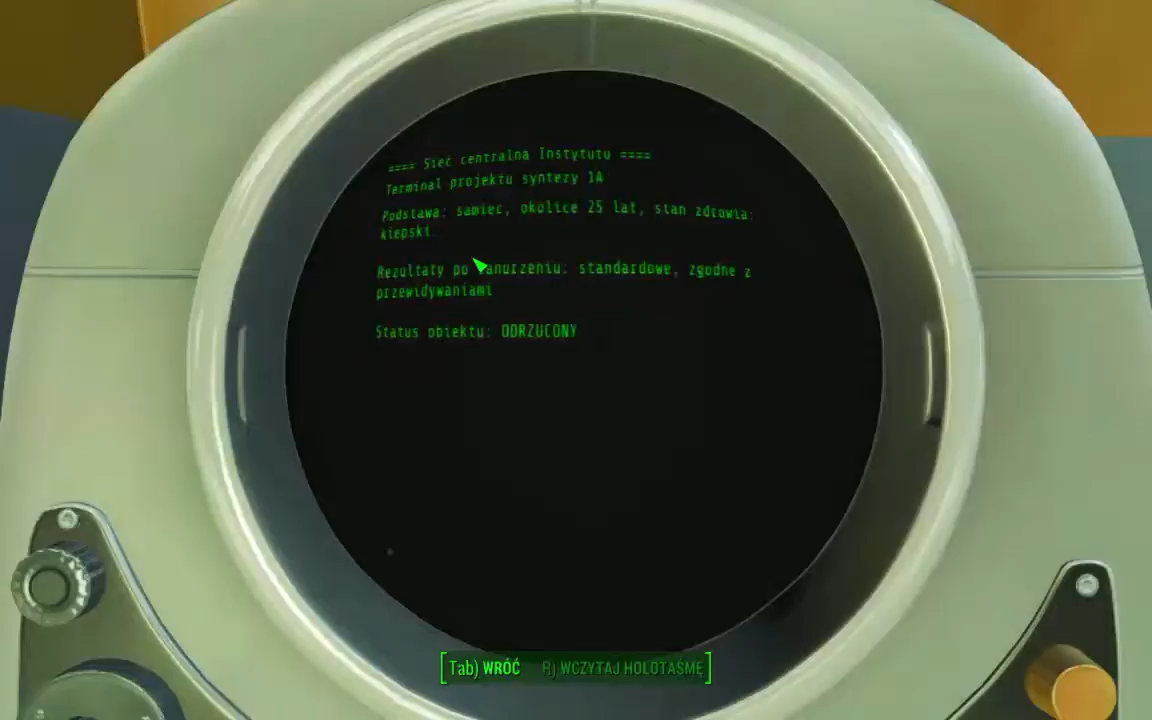 ==== Sieć centralna Instytutu ====
Terminal projektu syntezy 1A
Podstawa: samiec, okolice 25 lat, stan zdrowia:
kiepski
Rezultaty po zanurzeniu: standardowe, zgodne z
przewidywaniami
Status obiektu: ODRZUCONY
[Tab) WRÓĆ R) WCZYTAJ HOLOTAŚMĘ]